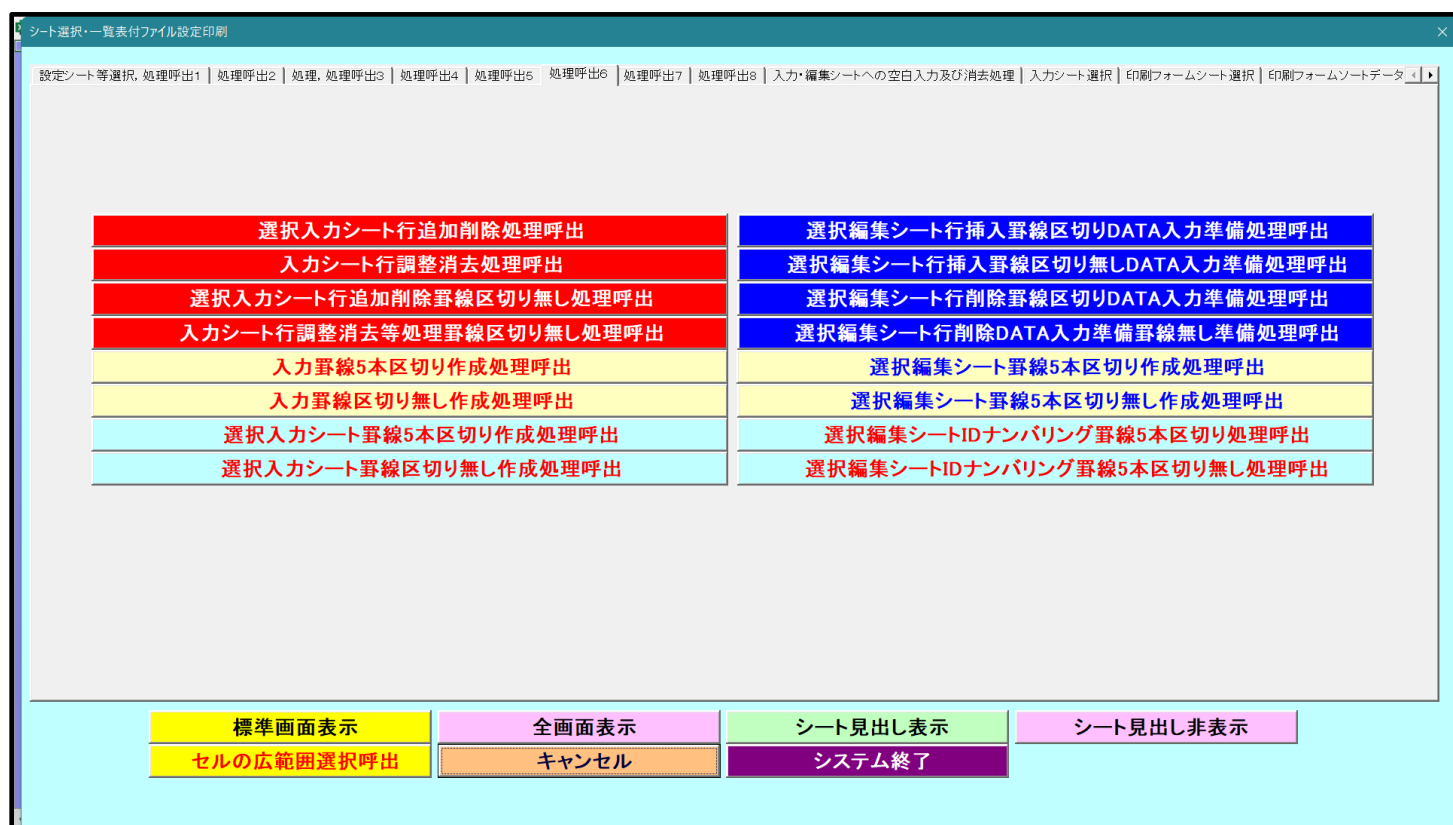 シート選択・一覧表付ファイル設定印刷
設定シート等選択, 処理呼出1 処理呼出2 処理, 処理呼出3 処理呼出4 処理呼出5 処理呼出6 処理呼出7 処理呼出8 入力・編集シートへの空白入力及び消去処理 入力シート選択 印刷フォームシート選択 印刷フォームソートデータ
選択入力シート行追加削除処理呼出
入力シート行調整消去処理呼出
選択入力シート行追加削除罫線区切り無し処理呼出
入力シート行調整消去等処理罫線区切り無し処理呼出
入力罫線5本区切り作成処理呼出
入力罫線区切り無し作成処理呼出
選択入力シート罫線5本区切り作成処理呼出
選択入力シート罫線区切り無し作成処理呼出
選択編集シート行挿入罫線区切りDATA入力準備処理呼出
選択編集シート行挿入罫線区切り無しDATA入力準備処理呼出
選択編集シート行削除罫線区切りDATA入力準備処理呼出
選択編集シート行削除DATA入力準備罫線無し準備処理呼出
選択編集シート罫線5本区切り作成処理呼出
選択編集シート罫線5本区切り無し作成処理呼出
選択編集シートIDナンバリング罫線5本区切り処理呼出
選択編集シートIDナンバリング罫線5本区切り無し処理呼出
標準画面表示 全画面表示 シート見出し表示 シート見出し非表示
セルの広範囲選択呼出 キャンセル システム終了